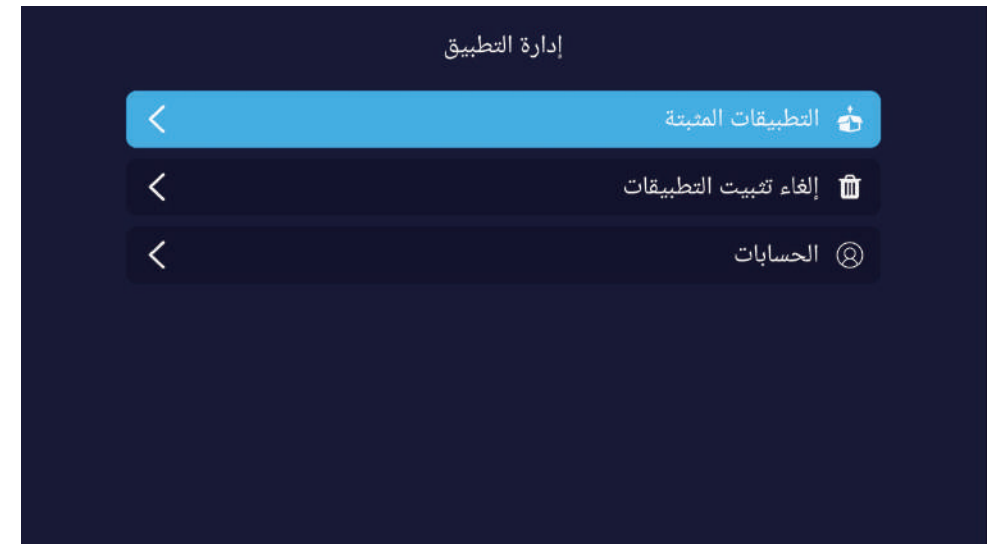 إدارة التطبيق
التطبيقات المثبتة
إلغاء تثبيت التطبيقات
الحسابات